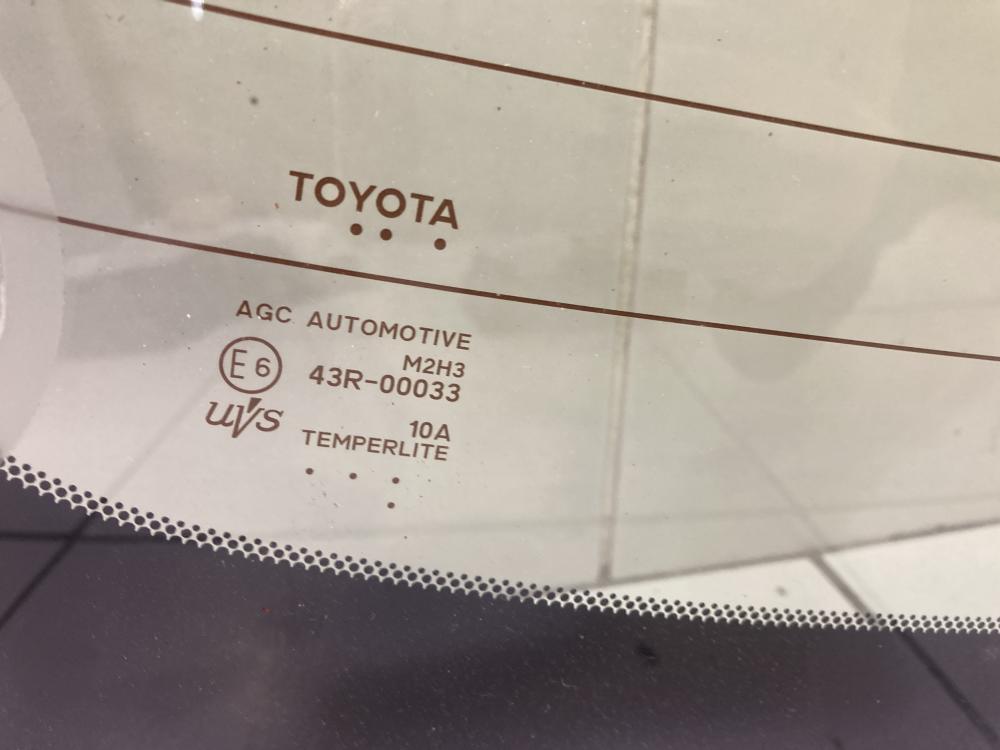 TOYOTA
AGC AUTOMOTIVE
M2H3
E6 43R-00033
uvs
10A
TEMPERLITE